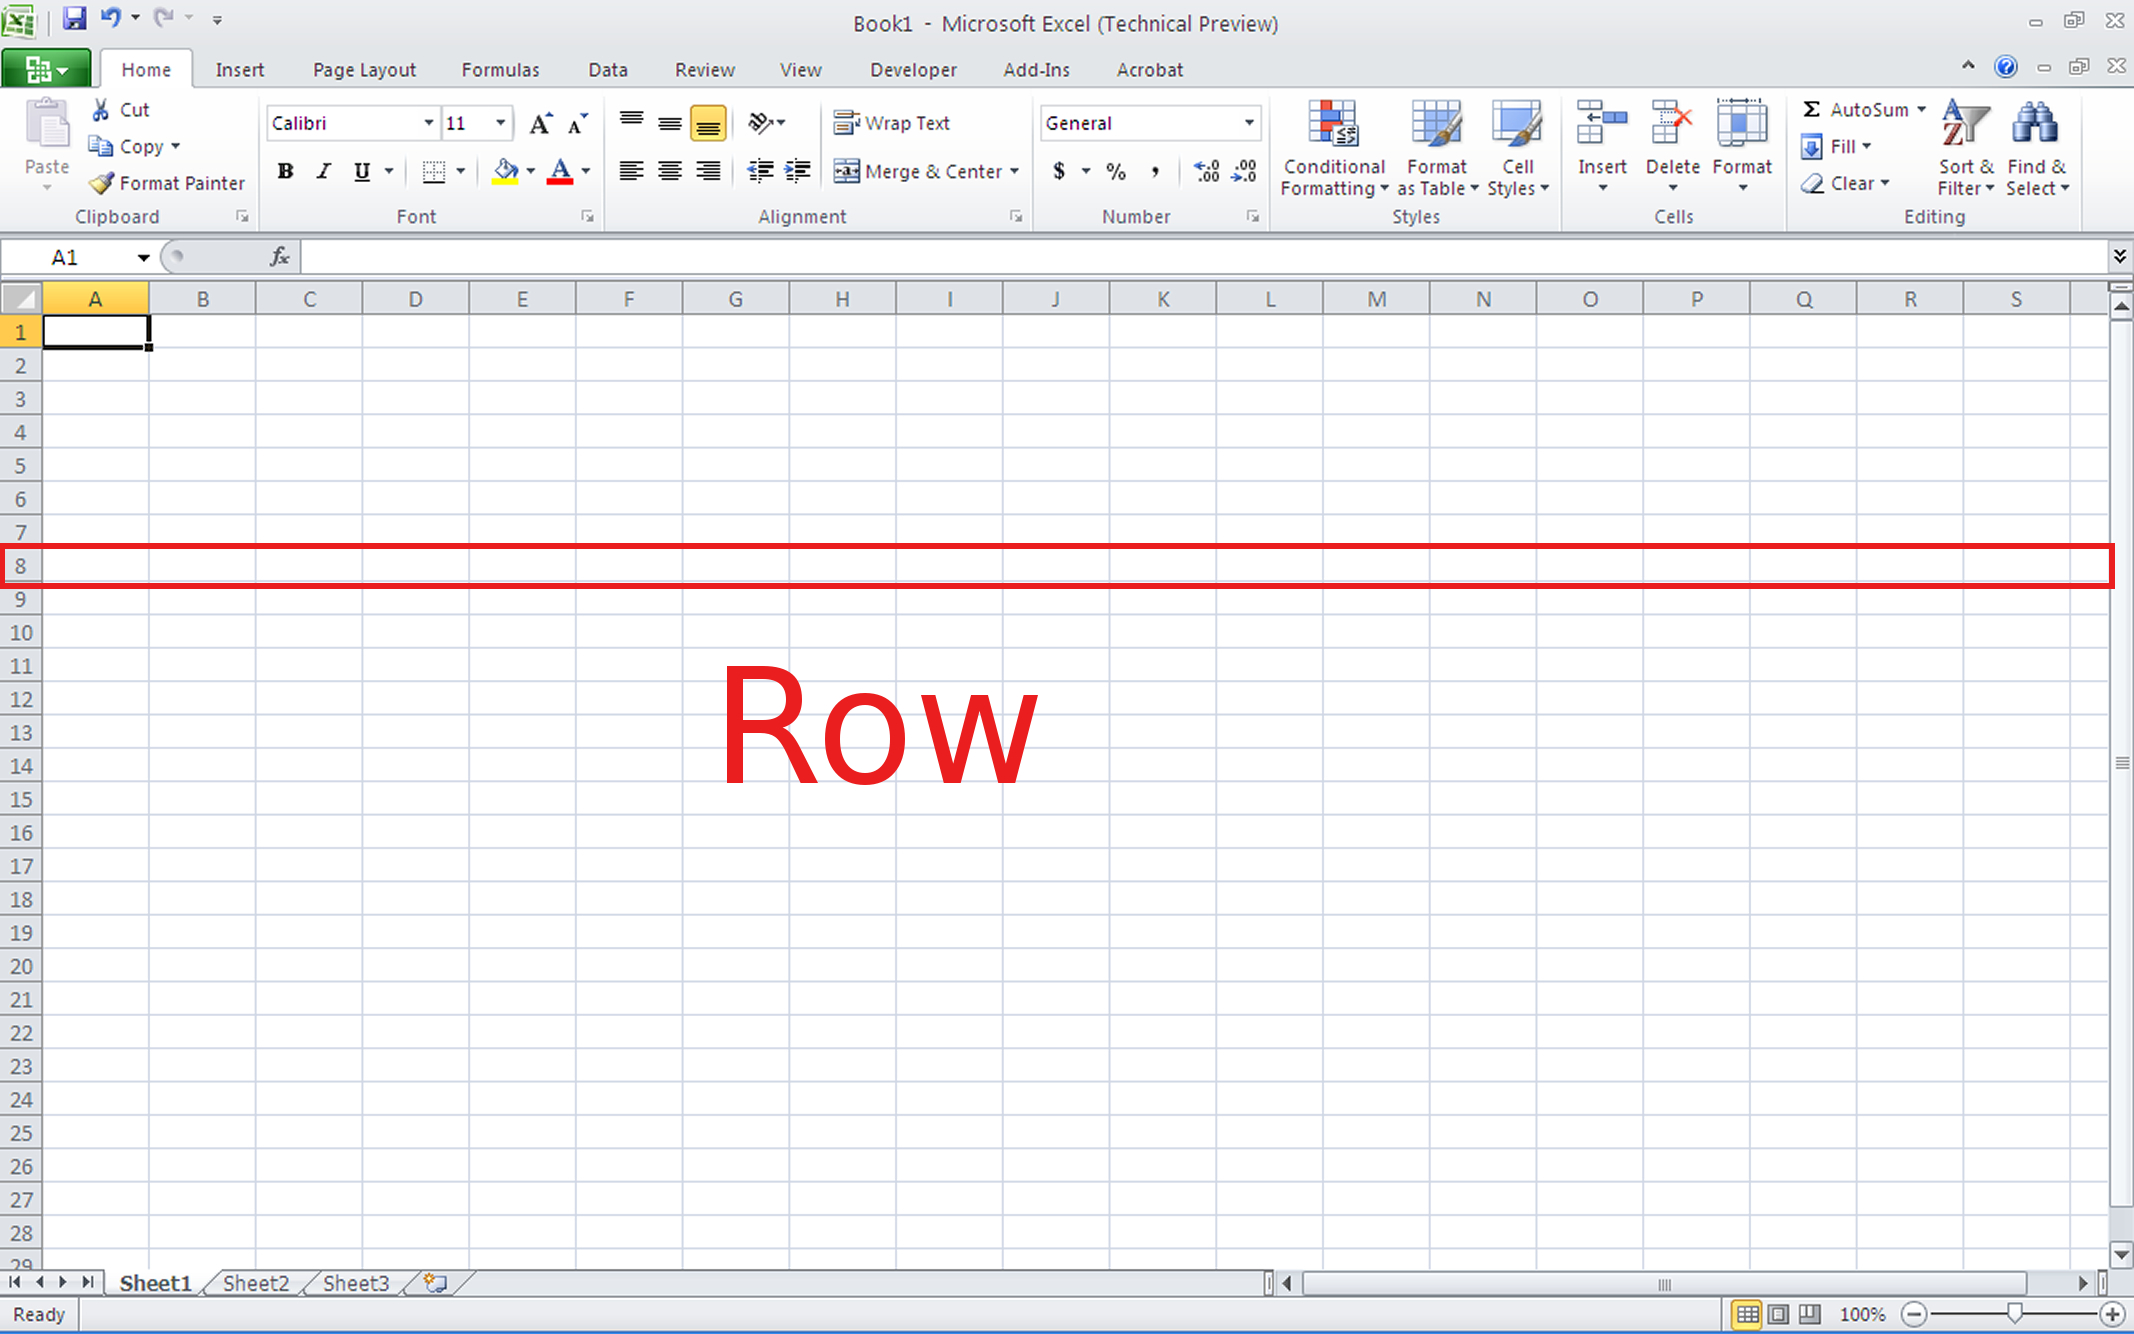 Book1 - Microsoft Excel (Technical Preview)
Home Insert Page Layout Formulas Data Review View Developer Add-Ins Acrobat
Paste
Cut
Copy
Format Painter
Clipboard
Calibri 11
B I U A
Font
Wrap Text
Merge & Center
Alignment
General
$ % ,
Number
Conditional Formatting
Format as Table
Cell Styles
Styles
Insert
Delete
Format
Cells
Σ AutoSum
Fill
Clear
Sort & Filter
Find & Select
Editing
A1 fx
A B C D E F G H I J K L M N O P Q R S
1
2
3
4
5
6
7
8
9
10
11
Row
12
13
14
15
16
17
18
19
20
21
22
23
24
25
26
27
28
29
Sheet1 Sheet2 Sheet3
Ready 100%